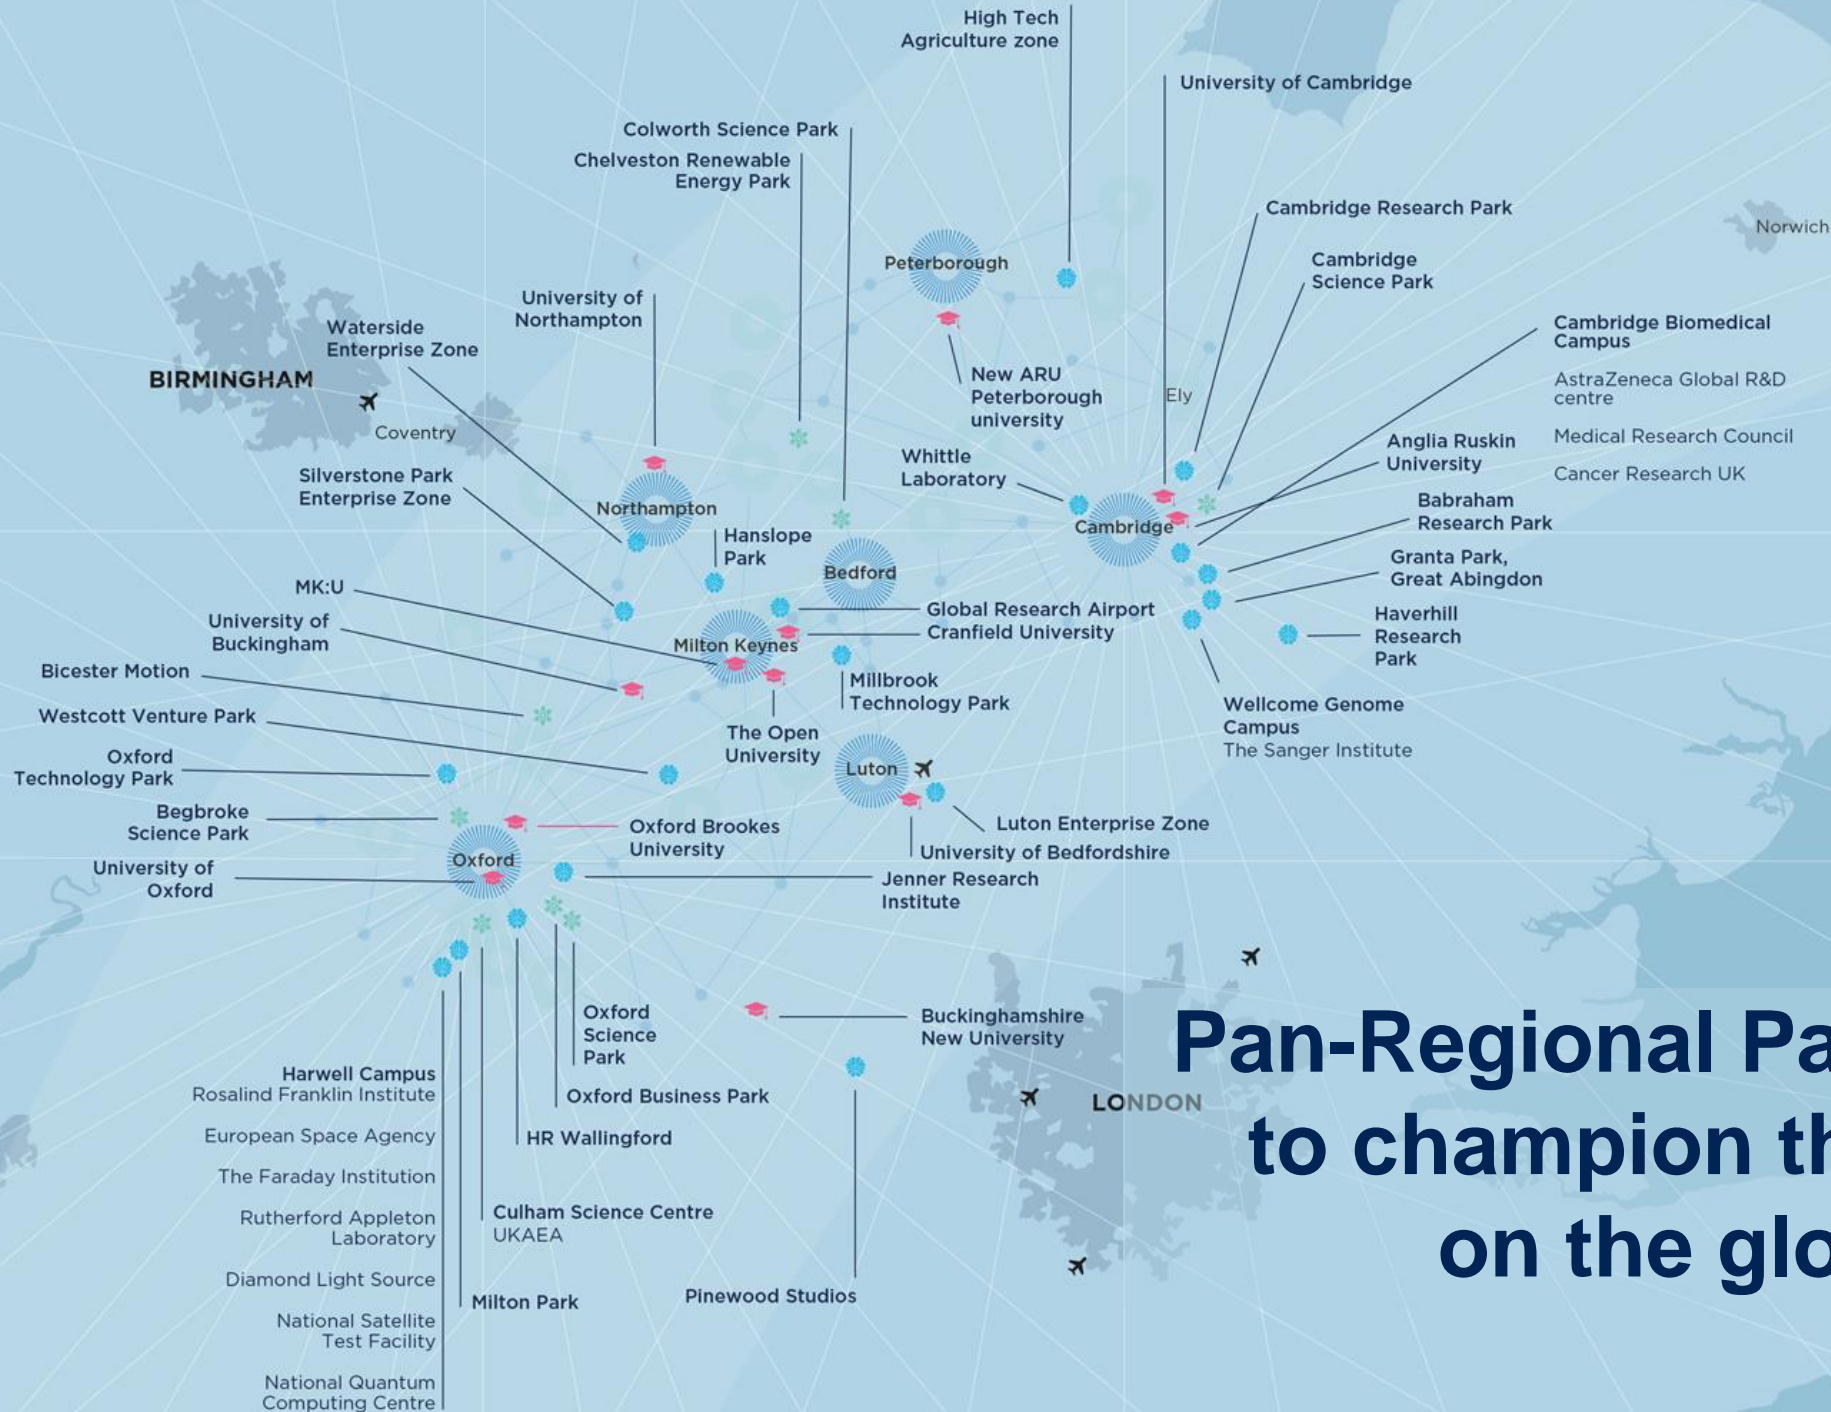 High Tech
Agriculture zone
University of Cambridge
Colworth Science Park
Chelveston Renewable
Energy Park
Cambridge Research Park
Norwich
Peterborough
Cambridge
Science Park
University of
Northampton
Waterside
Enterprise Zone
Cambridge Biomedical
Campus
AstraZeneca Global R&D
centre
Medical Research Council
Cancer Research UK
BIRMINGHAM
New ARU
Peterborough
university
Ely
Coventry
Anglia Ruskin
University
Whittle
Laboratory
Silverstone Park
Enterprise Zone
Northampton
Babraham
Research Park
Cambridge
Hanslope
Park
Bedford
Granta Park,
Great Abingdon
MK:U
Global Research Airport
Cranfield University
Haverhill
Research
Park
University of
Buckingham
Milton Keynes
Bicester Motion
Millbrook
Technology Park
Wellcome Genome
Campus
The Sanger Institute
Westcott Venture Park
The Open
University
Oxford
Technology Park
Luton
Begbroke
Science Park
Oxford Brookes
University
Luton Enterprise Zone
University of Bedfordshire
Oxford
University of
Oxford
Jenner Research
Institute
Oxford
Science
Park
Buckinghamshire
New University
Pan-Regional Pa
to champion th
on the glo
LONDON
Harwell Campus
Rosalind Franklin Institute
European Space Agency
The Faraday Institution
Rutherford Appleton
Laboratory
Diamond Light Source
National Satellite
Test Facility
National Quantum
Computing Centre
Oxford Business Park
HR Wallingford
Culham Science Centre
UKAEA
Milton Park
Pinewood Studios